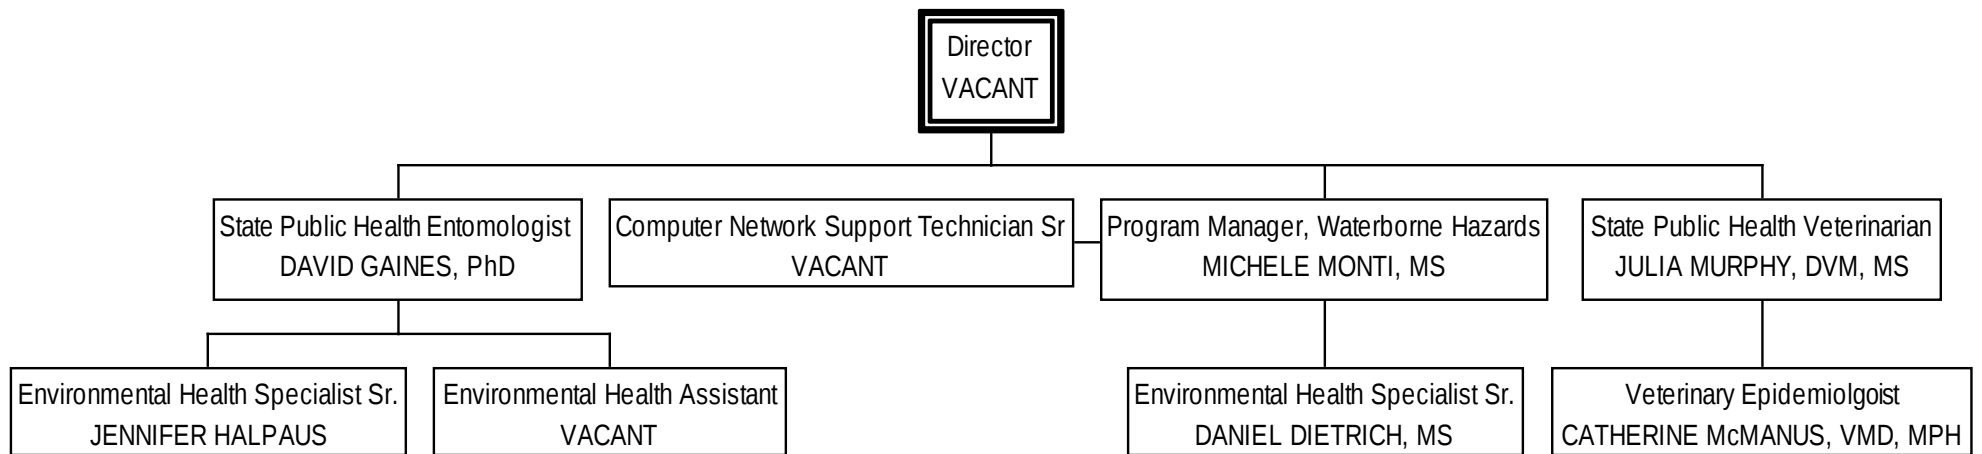 Director
VACANT
State Public Health Entomologist
DAVID GAINES, PhD
Computer Network Support Technician Sr
VACANT
Program Manager, Waterborne Hazards
MICHELE MONTI, MS
State Public Health Veterinarian
JULIA MURPHY, DVM, MS
Environmental Health Specialist Sr.
JENNIFER HALPAUS
Environmental Health Assistant
VACANT
Environmental Health Specialist Sr.
DANIEL DIETRICH, MS
Veterinary Epidemiolgoist
CATHERINE McMANUS, VMD, MPH